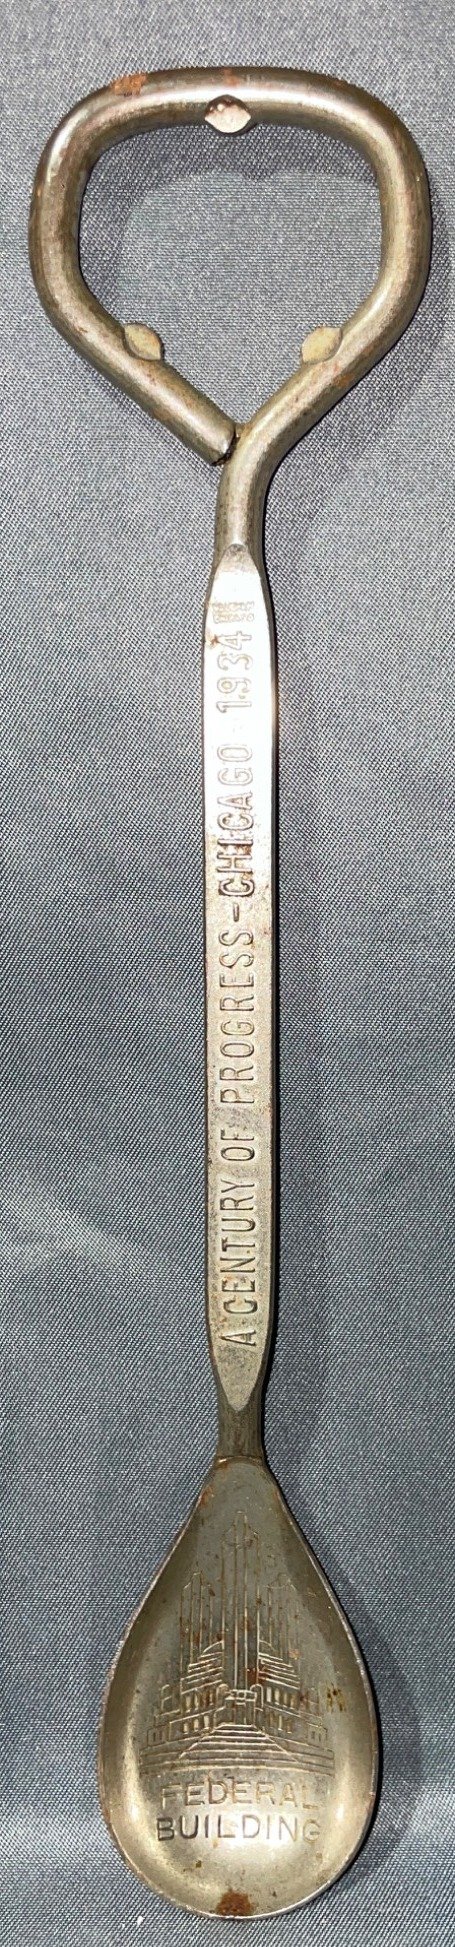 A CENTURY OF PROGRESS-CHICAGO 1934
FEDERAL
BUILDING